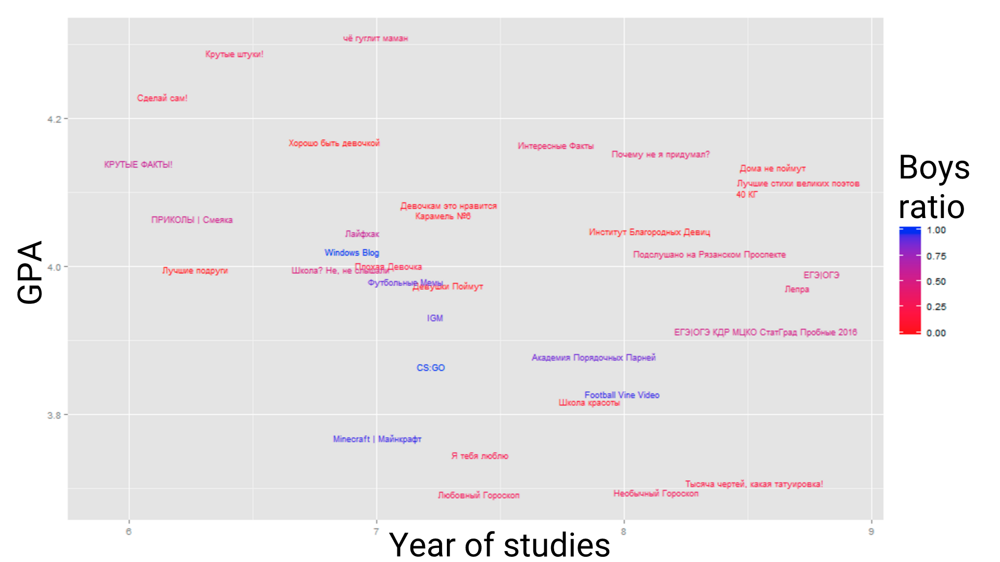 чё гуглит маман
Крутые штуки!
Сделай сам!
4.2
Хорошо быть девочкой
Интересные Факты
Почему не я придумал?
КРУТЫЕ ФАКТЫ!
Дома не поймут
Лучшие стихи великих поэтов
40 КГ
Девочкам это нравится
Карамель №6
ПРИКОЛЫ | Смеяка
Лайфхак
Институт Благородных Девиц
Windows Blog
Подслушано на Рязанском Проспекте
4.0
Лучшие подруги
Школа? Не, не слышали
Плохая Девочка
ЕГЭ|ОГЭ
Футбольные Мемы
Девушки Поймут
Лепра
IGM
ЕГЭ|ОГЭ КДР МЦКО СтатГрад Пробные 2016
Академия Порядочных Парней
CS:GO
Football Vine Video
Школа красоты
3.8
Minecraft | Майнкрафт
Я тебя люблю
Тысяча чертей, какая татуировка!
Необычный Гороскоп
Любовный Гороскоп
6
7
8
9
Year of studies
GPA
Boys
ratio
1.00
0.75
0.50
0.25
0.00